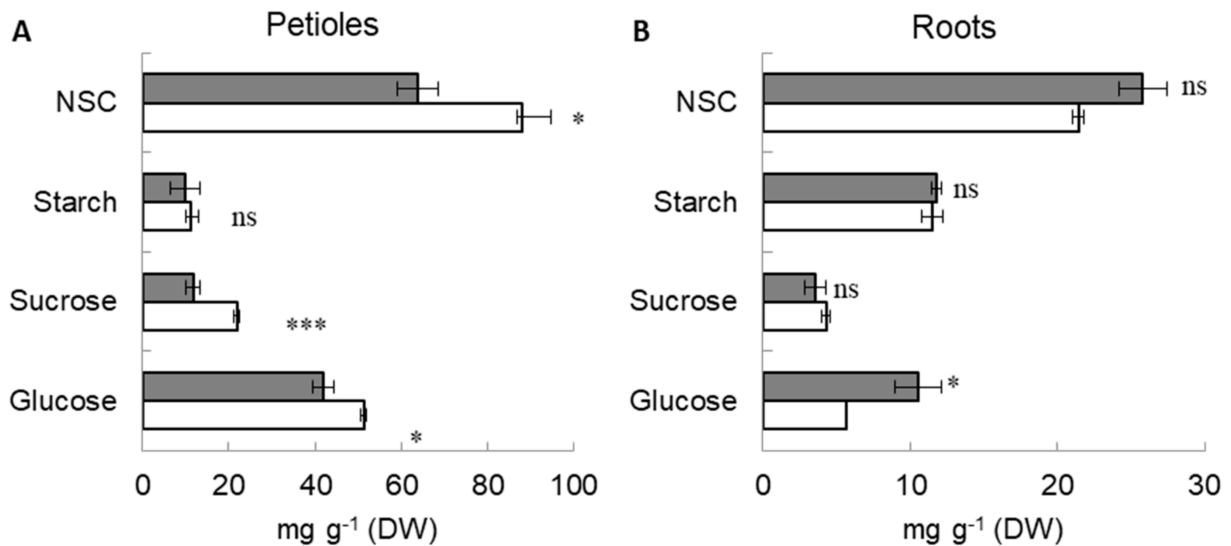 A
Petioles
NSC
*
Starch
ns
Sucrose
***
Glucose
*
0 20 40 60 80 100
mg g⁻¹ (DW)
B
Roots
NSC
ns
Starch
ns
Sucrose
ns
Glucose
*
0 10 20 30
mg g⁻¹ (DW)